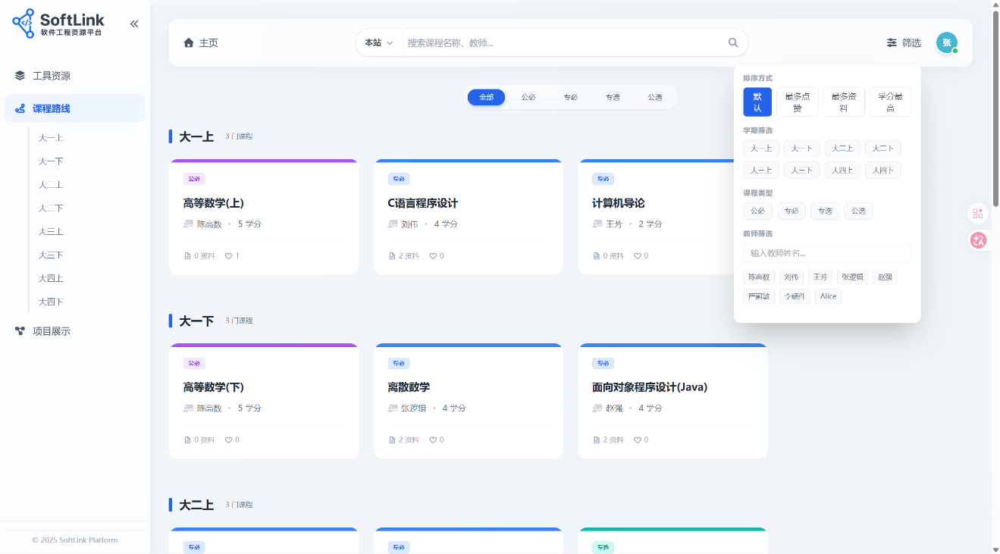 SoftLink
软件工程资源平台
工具资源
课程路线
大一上
大一下
大二上
大二下
大三上
大三下
大四上
大四下
项目展示
© 2025 SoftLink Platform
主页
本站
搜索课程名称、教师...
筛选
张
全部 公必 专必 专选 公选
大一上 3 门课程
公必
高等数学(上)
陈高数 • 5 学分
0 资料 1
专必
C语言程序设计
刘伟 • 4 学分
2 资料 0
专必
计算机导论
王芳 • 2 学分
0 资料 0
大一下 3 门课程
公必
高等数学(下)
陈高数 • 5 学分
0 资料 0
专必
离散数学
张逻辑 • 4 学分
2 资料 0
专必
面向对象程序设计(Java)
赵强 • 4 学分
2 资料 0
大二上 3 门课程
专必
专必
专选
排序方式
默认
最多点赞
最多资料
学分最高
学期筛选
大一上 大一下 大二上 大二下
大三上 大三下 大四上 大四下
课程类型
公必 专必 专选 公选
教师筛选
输入教师姓名...
陈高数 刘伟 王芳 张逻辑 赵强
严蔚敏 李硬件 Alice